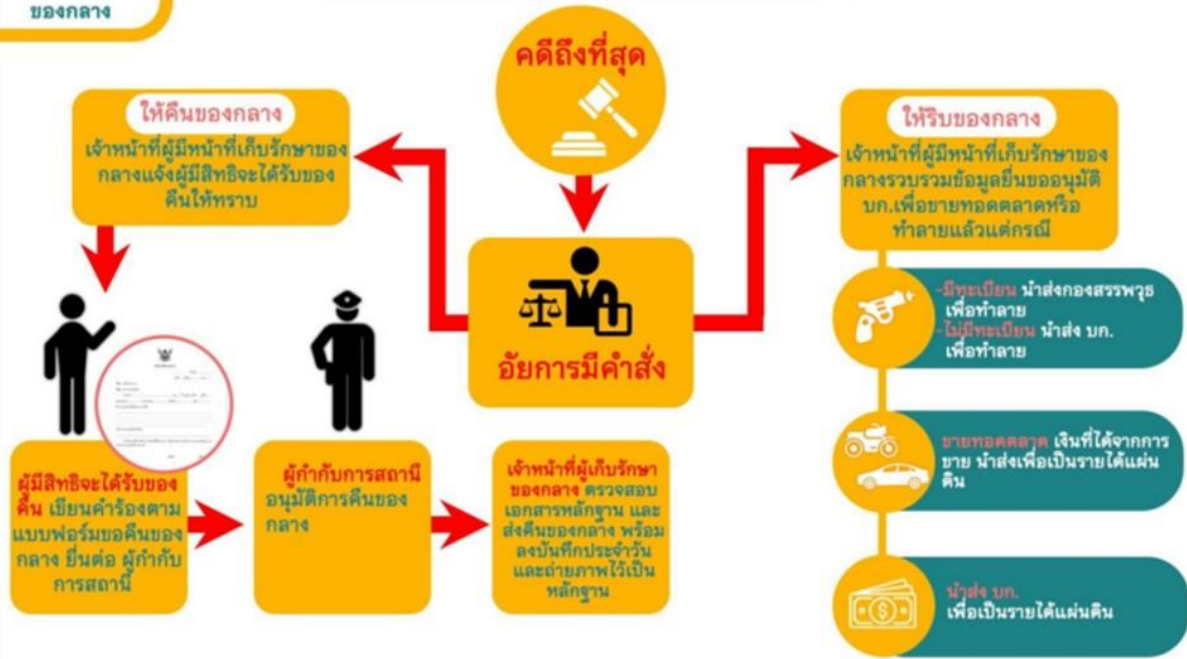 ของกลาง
คดีถึงที่สุด
ให้คืนของกลาง
เจ้าหน้าที่ผู้มีหน้าที่เก็บรักษาของ
กลางแจ้งผู้มีสิทธิจะได้รับของ
คืนให้ทราบ
ให้ริบของกลาง
เจ้าหน้าที่ผู้มีหน้าที่เก็บรักษาของ
กลางรวบรวมข้อมูลยื่นขออนุมัติ
บก.เพื่อขายทอดตลาดหรือ
ทำลายแล้วแต่กรณี
อัยการมีคำสั่ง
-มีทะเบียน นำส่งกองสรรพวุธ
เพื่อทำลาย
-ไม่มีทะเบียน นำส่ง บก.
เพื่อทำลาย
ขายทอดตลาด เงินที่ได้จากการ
ขาย นำส่งเพื่อเป็นรายได้แผ่น
ดิน
นำส่ง บก.
เพื่อเป็นรายได้แผ่นดิน
ผู้มีสิทธิจะได้รับของ
คืน เขียนคำร้องตาม
แบบฟอร์มขอคืนของ
กลาง ยื่นต่อ ผู้กำกับ
การสถานี
ผู้กำกับการสถานี
อนุมัติการคืนของ
กลาง
เจ้าหน้าที่ผู้เก็บรักษา
ของกลาง ตรวจสอบ
เอกสารหลักฐาน และ
ส่งคืนของกลาง พร้อม
ลงบันทึกประจำวัน
และถ่ายภาพไว้เป็น
หลักฐาน